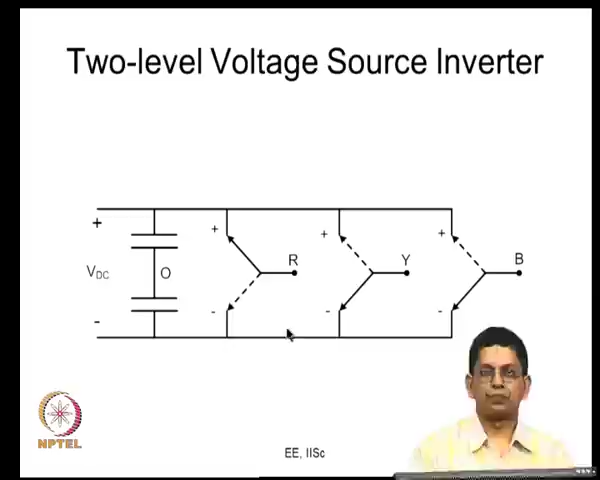 Two-level Voltage Source Inverter
+ + + +
R Y B
VDC O
- - - -
NPTEL
EE, IISc